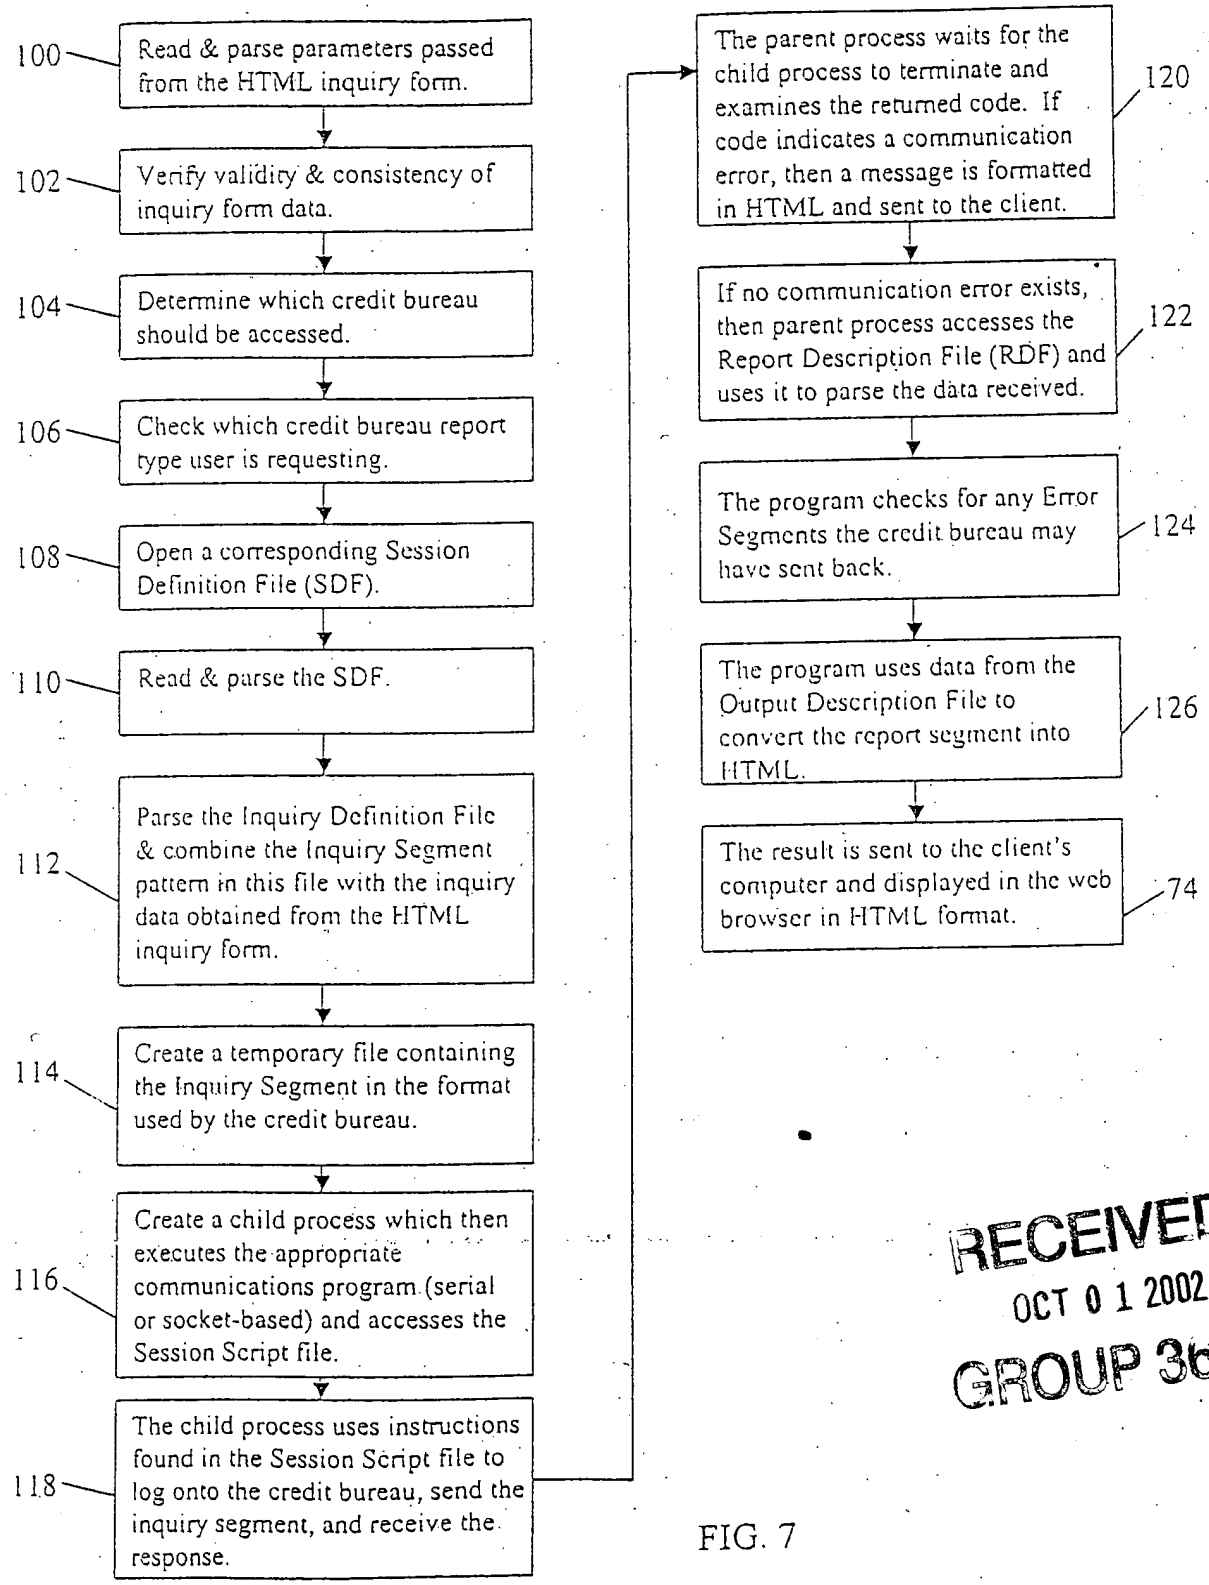 100
Read & parse parameters passed
from the HTML inquiry form.
102
Verify validity & consistency of
inquiry form data.
104
Determine which credit bureau
should be accessed.
106
Check which credit bureau report
type user is requesting.
108
Open a corresponding Session
Definition File (SDF).
110
Read & parse the SDF.
112
Parse the Inquiry Definition File
& combine the Inquiry Segment
pattern in this file with the inquiry
data obtained from the HTML
inquiry form.
114
Create a temporary file containing
the Inquiry Segment in the format
used by the credit bureau.
116
Create a child process which then
executes the appropriate
communications program (serial
or socket-based) and accesses the
Session Script file.
118
The child process uses instructions
found in the Session Script file to
log onto the credit bureau, send the
inquiry segment, and receive the
response.
The parent process waits for the
child process to terminate and
examines the returned code. If
code indicates a communication
error, then a message is formatted
in HTML and sent to the client.
120
If no communication error exists,
then parent process accesses the
Report Description File (RDF) and
uses it to parse the data received.
122
The program checks for any Error
Segments the credit bureau may
have sent back.
124
The program uses data from the
Output Description File to
convert the report segment into
HTML.
126
The result is sent to the client's
computer and displayed in the web
browser in HTML format.
74
RECEIVED
OCT 0 1 2002
GROUP 36
FIG. 7